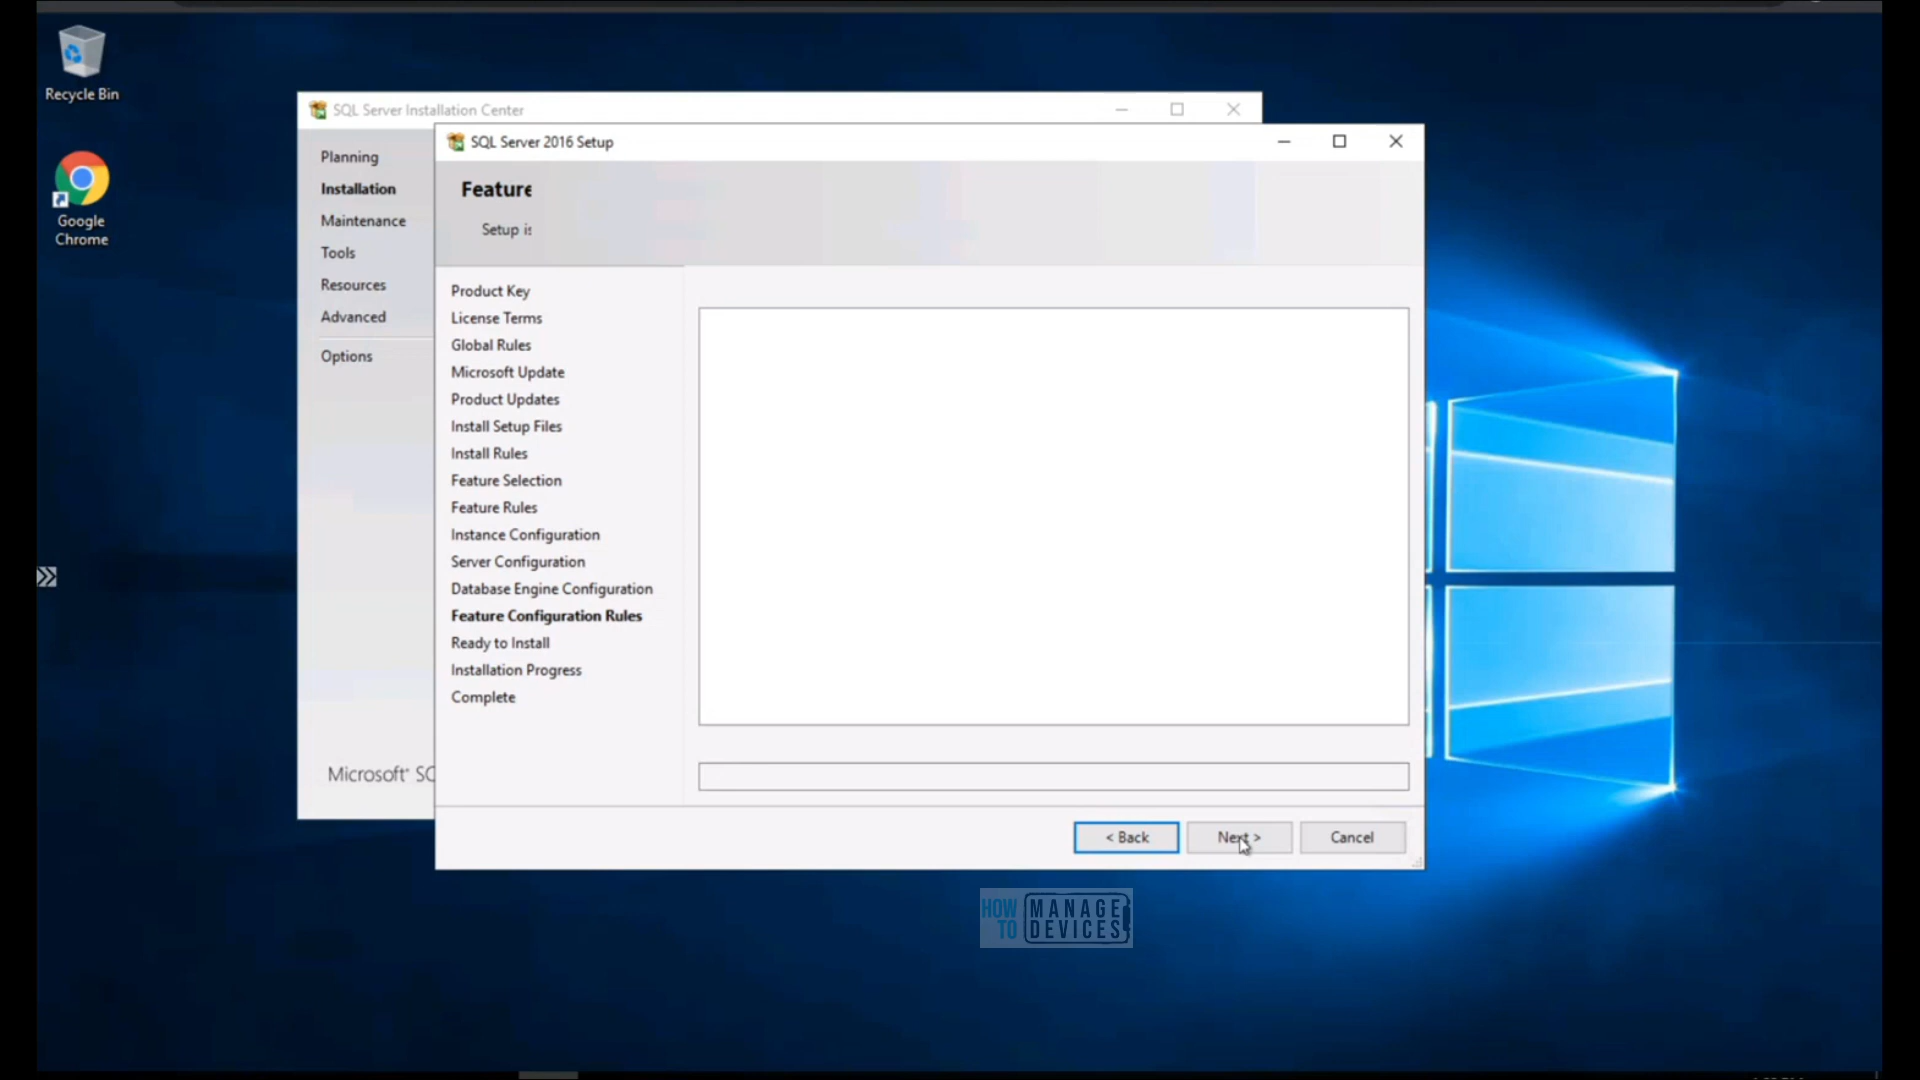 Recycle Bin
Google
Chrome
SQL Server Installation Center
Planning
Installation
Maintenance
Tools
Resources
Advanced
Options
Microsoft
SQL Server 2016 Setup
Feature
Setup is
Product Key
License Terms
Global Rules
Microsoft Update
Product Updates
Install Setup Files
Install Rules
Feature Selection
Feature Rules
Instance Configuration
Server Configuration
Database Engine Configuration
Feature Configuration Rules
Ready to Install
Installation Progress
Complete
< Back
Next >
Cancel
HOW TO MANAGE DEVICES